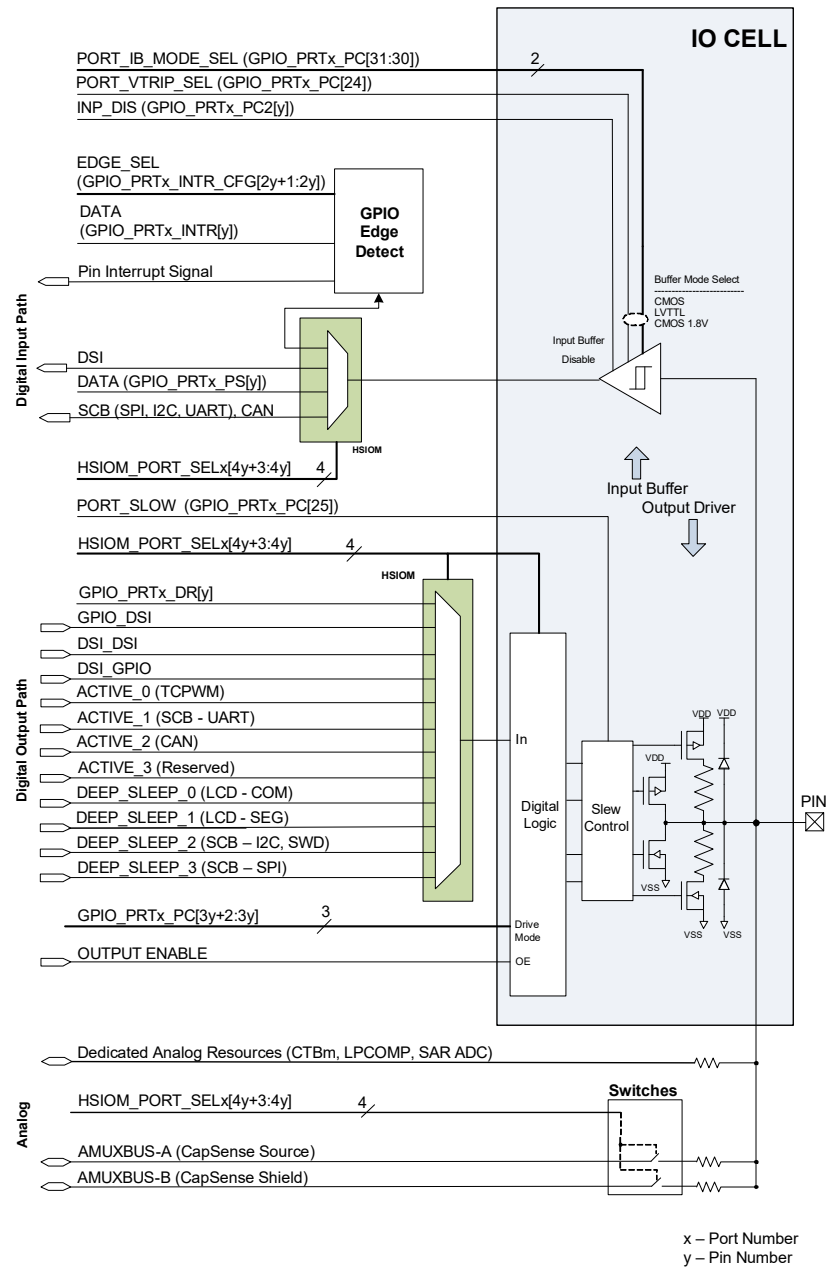 IO CELL
PORT_IB_MODE_SEL (GPIO_PRTx_PC[31:30])
2
PORT_VTRIP_SEL (GPIO_PRTx_PC[24])
INP_DIS (GPIO_PRTx_PC2[y])
EDGE_SEL
(GPIO_PRTx_INTR_CFG[2y+1:2y])
DATA
(GPIO_PRTx_INTR[y])
GPIO
Edge
Detect
Pin Interrupt Signal
Buffer Mode Select
CMOS
LVTTL
CMOS 1.8V
Input Buffer
Disable
Digital Input Path
DSI
DATA (GPIO_PRTx_PS[y])
SCB (SPI, I2C, UART), CAN
HSIOM
HSIOM_PORT_SELx[4y+3:4y]
4
Input Buffer
Output Driver
PORT_SLOW (GPIO_PRTx_PC[25])
HSIOM_PORT_SELx[4y+3:4y]
4
HSIOM
Digital Output Path
GPIO_PRTx_DR[y]
GPIO_DSI
DSI_DSI
DSI_GPIO
ACTIVE_0 (TCPWM)
ACTIVE_1 (SCB - UART)
ACTIVE_2 (CAN)
ACTIVE_3 (Reserved)
DEEP_SLEEP_0 (LCD - COM)
DEEP_SLEEP_1 (LCD - SEG)
DEEP_SLEEP_2 (SCB – I2C, SWD)
DEEP_SLEEP_3 (SCB – SPI)
In
Digital
Logic
Slew
Control
VDD
VDD
VDD
VSS
VSS
VSS
PIN
GPIO_PRTx_PC[3y+2:3y]
3
Drive
Mode
OUTPUT ENABLE
OE
Analog
Dedicated Analog Resources (CTBm, LPCOMP, SAR ADC)
HSIOM_PORT_SELx[4y+3:4y]
4
Switches
AMUXBUS-A (CapSense Source)
AMUXBUS-B (CapSense Shield)
x – Port Number
y – Pin Number